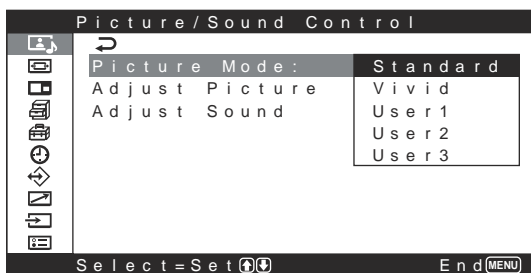 Picture/Sound Control
Picture Mode: Standard
Adjust Picture Vivid
Adjust Sound User1
User2
User3
Select=Set End MENU